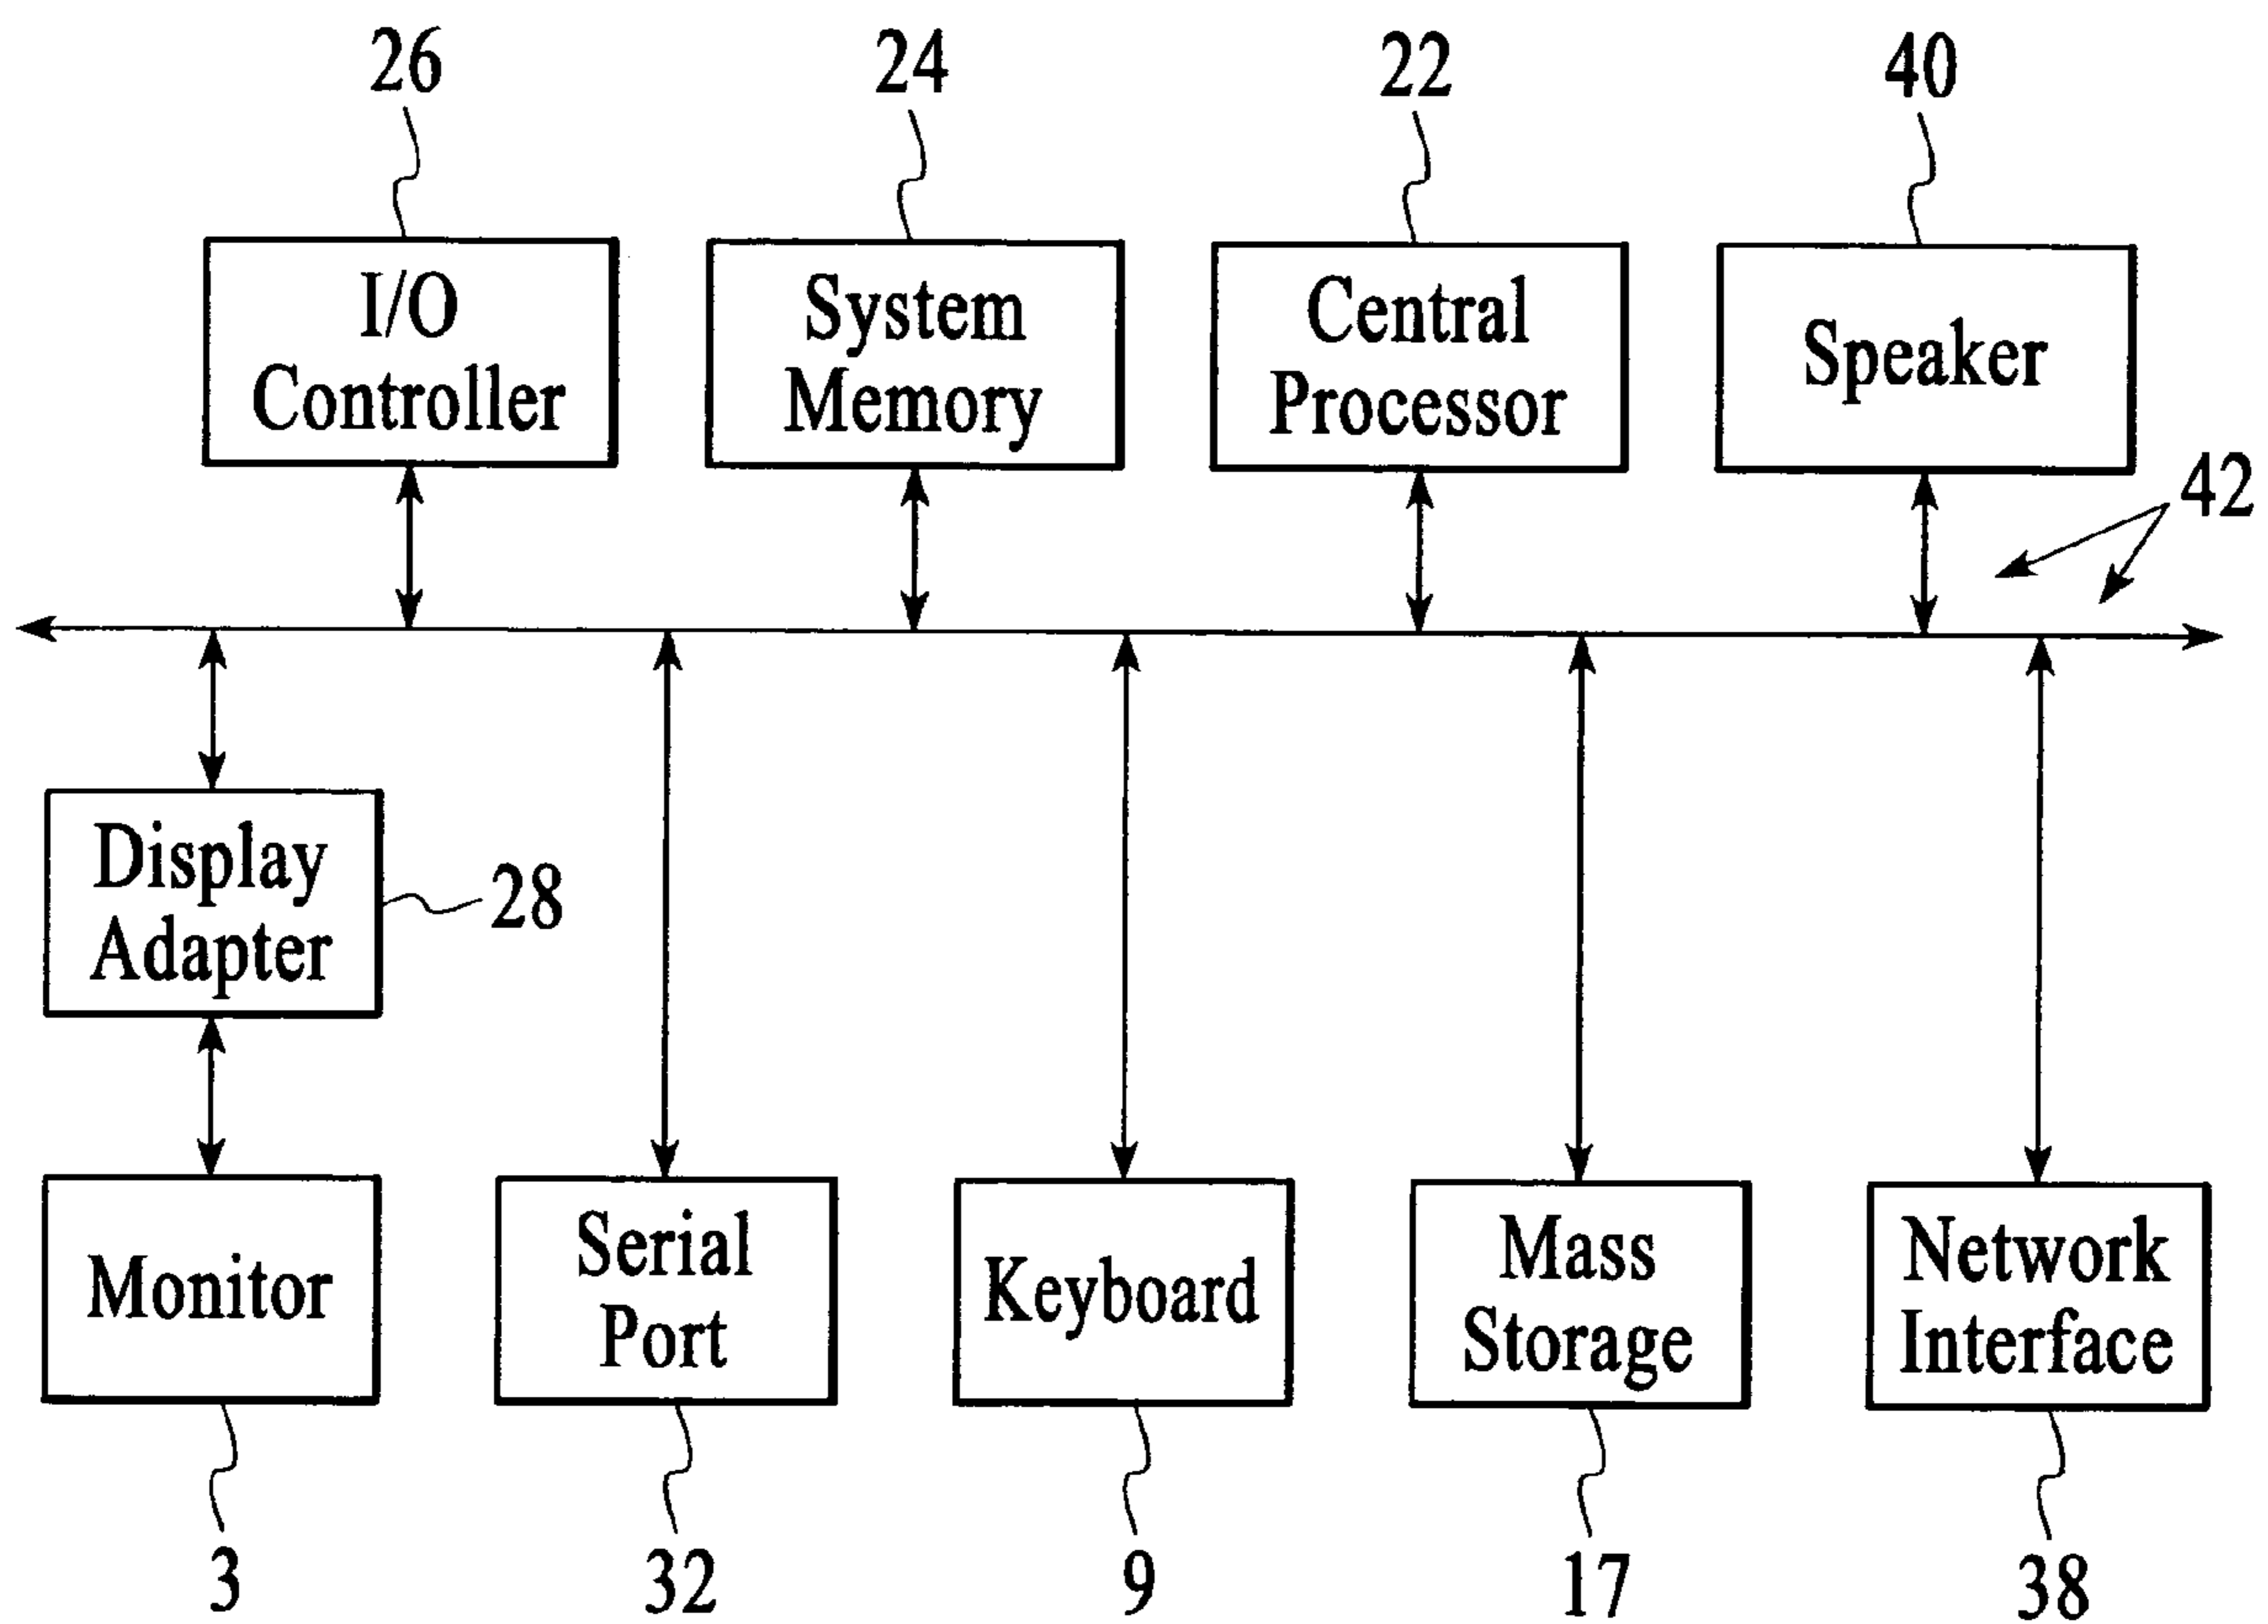 26
24
22
40
I/O
Controller
System
Memory
Central
Processor
Speaker
42
Display
Adapter
28
Monitor
Serial
Port
Keyboard
Mass
Storage
Network
Interface
3
32
9
17
38